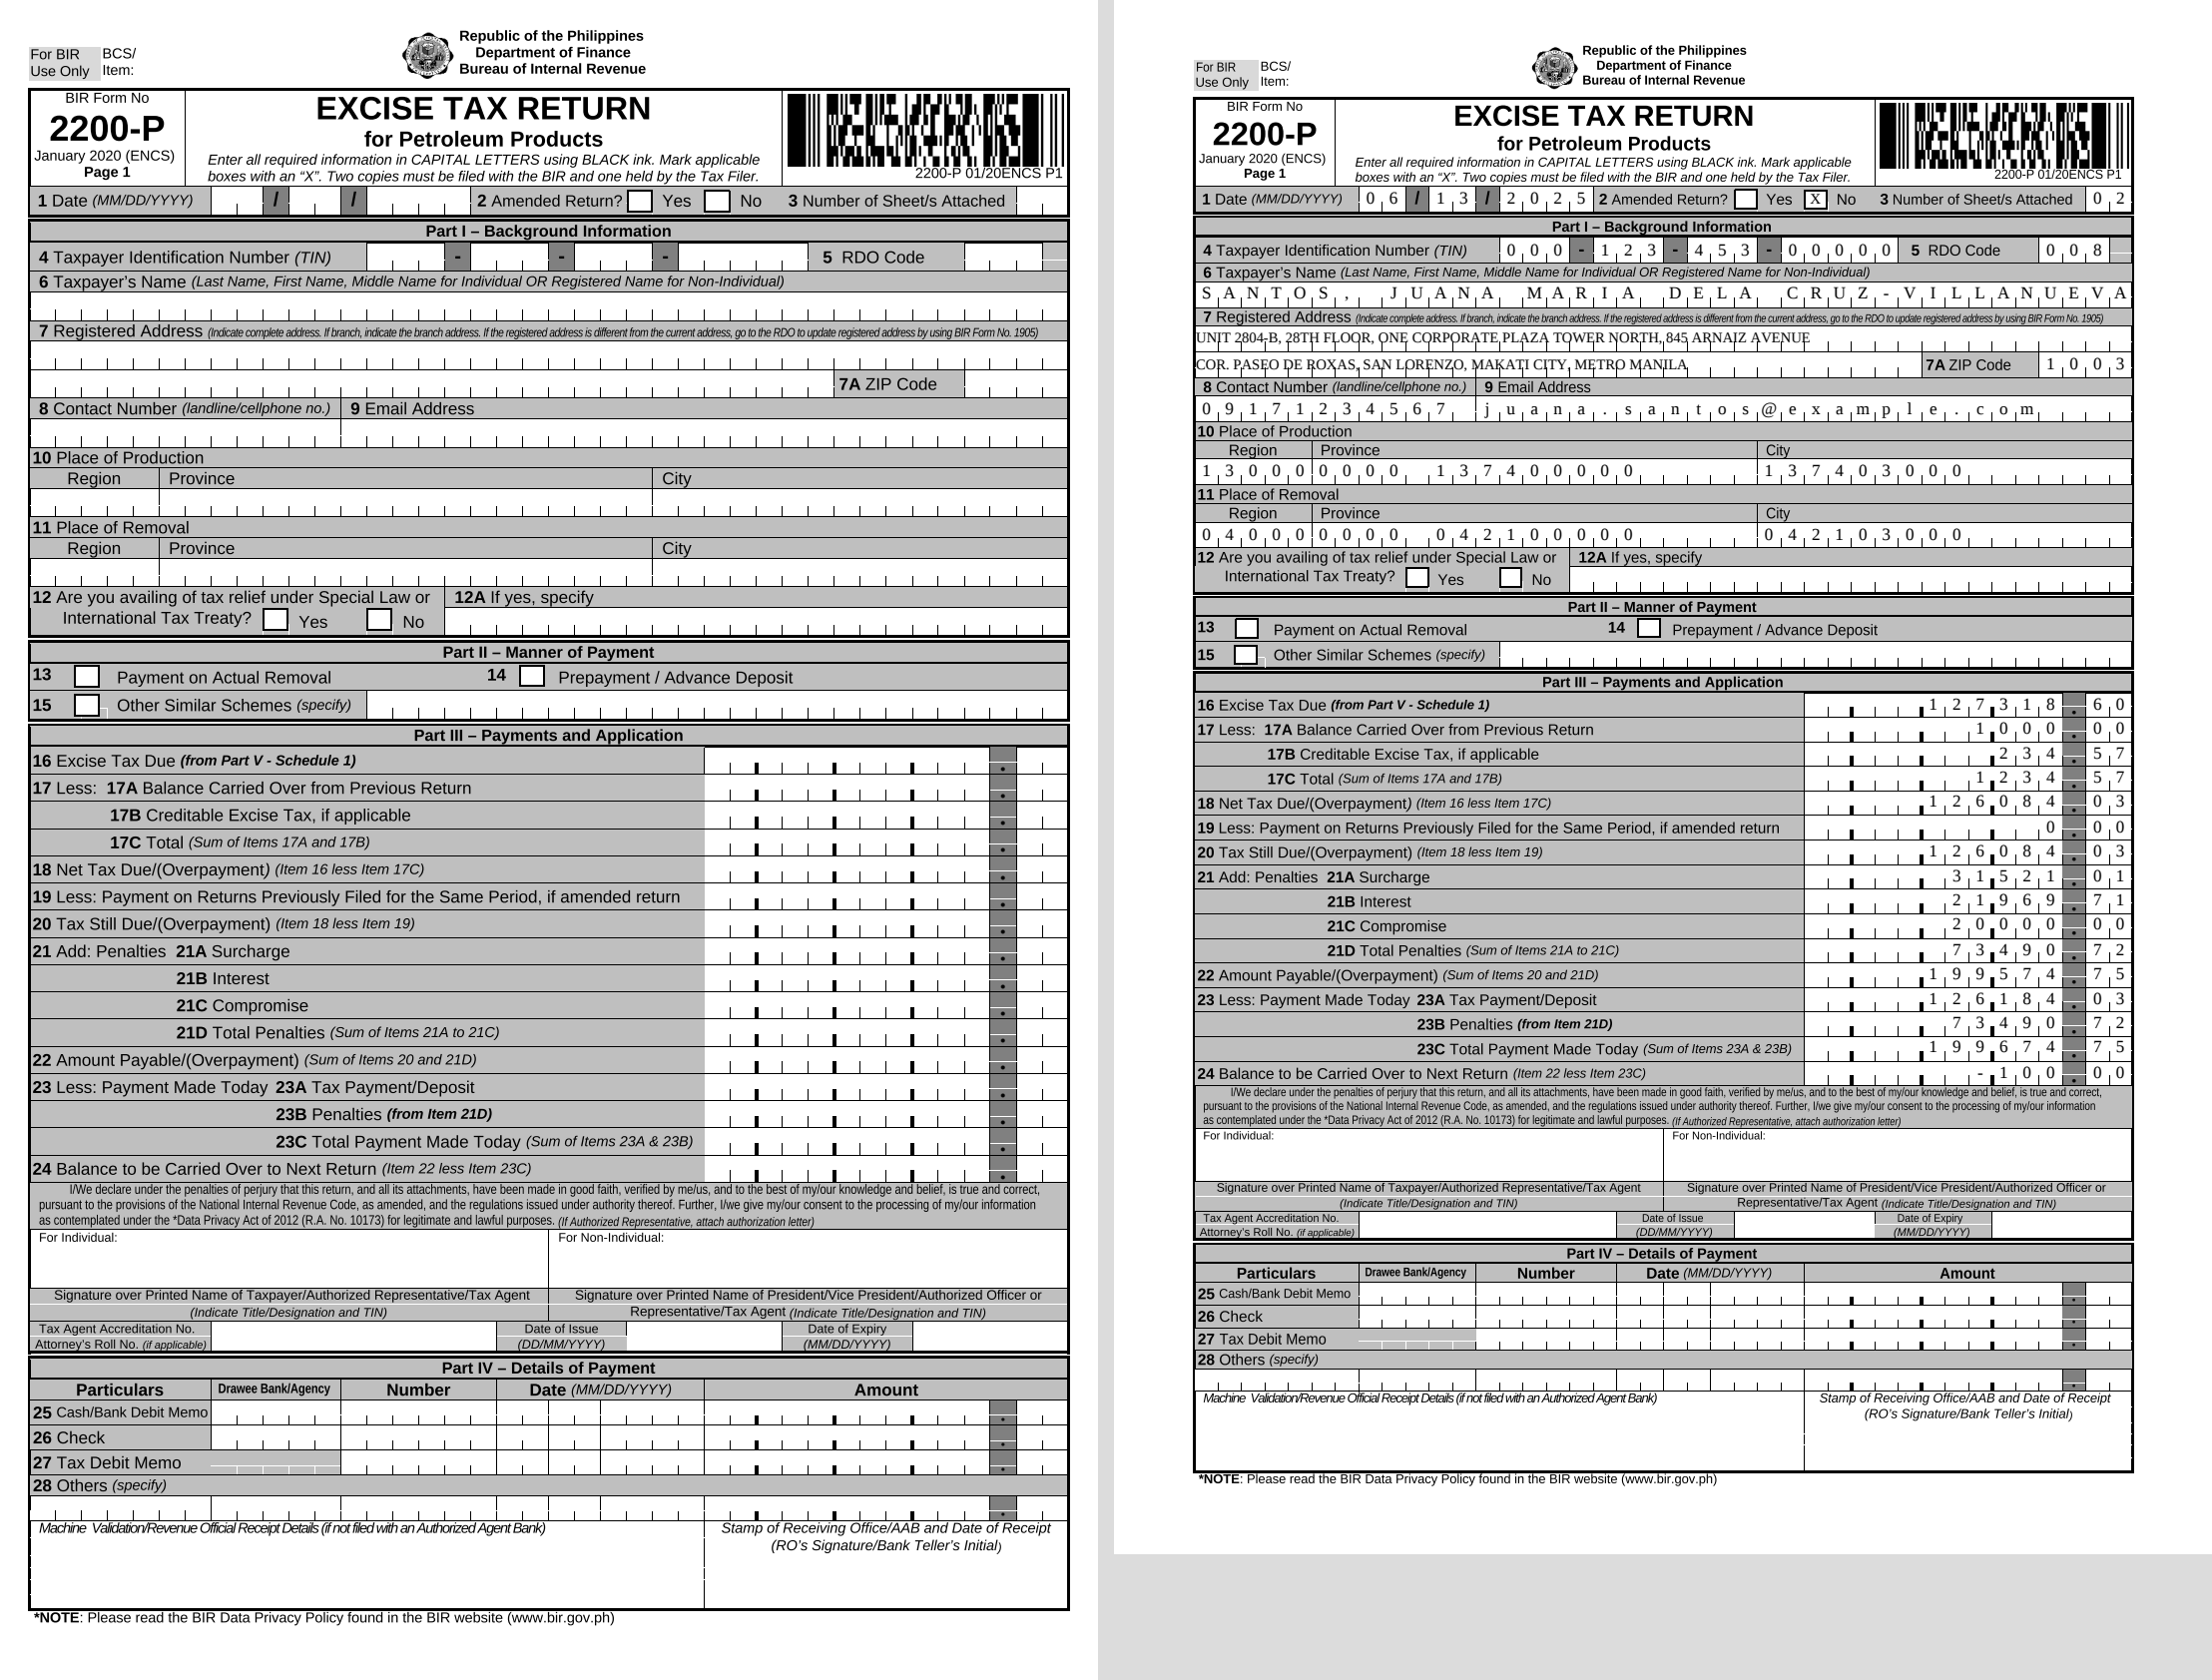 For BIR
Use Only
BCS/
Item:
Republic of the Philippines
Department of Finance
Bureau of Internal Revenue
BIR Form No
2200-P
January 2020 (ENCS)
Page 1
EXCISE TAX RETURN
for Petroleum Products
Enter all required information in CAPITAL LETTERS using BLACK ink. Mark applicable
boxes with an “X”. Two copies must be filed with the BIR and one held by the Tax Filer.
2200-P 01/20ENCS P1
1 Date (MM/DD/YYYY) / / 2 Amended Return? Yes No 3 Number of Sheet/s Attached
Part I – Background Information
4 Taxpayer Identification Number (TIN) - - - 5 RDO Code
6 Taxpayer's Name (Last Name, First Name, Middle Name for Individual OR Registered Name for Non-Individual)
7 Registered Address (Indicate complete address. If branch, indicate the branch address. If the registered address is different from the current address, go to the RDO to update registered address by using BIR Form No. 1905)
7A ZIP Code
8 Contact Number (landline/cellphone no.) 9 Email Address
10 Place of Production
Region Province City
11 Place of Removal
Region Province City
12 Are you availing of tax relief under Special Law or 12A If yes, specify
International Tax Treaty? Yes No
Part II – Manner of Payment
13 Payment on Actual Removal 14 Prepayment / Advance Deposit
15 Other Similar Schemes (specify)
Part III – Payments and Application
16 Excise Tax Due (from Part V - Schedule 1)
17 Less: 17A Balance Carried Over from Previous Return
17B Creditable Excise Tax, if applicable
17C Total (Sum of Items 17A and 17B)
18 Net Tax Due/(Overpayment) (Item 16 less Item 17C)
19 Less: Payment on Returns Previously Filed for the Same Period, if amended return
20 Tax Still Due/(Overpayment) (Item 18 less Item 19)
21 Add: Penalties 21A Surcharge
21B Interest
21C Compromise
21D Total Penalties (Sum of Items 21A to 21C)
22 Amount Payable/(Overpayment) (Sum of Items 20 and 21D)
23 Less: Payment Made Today 23A Tax Payment/Deposit
23B Penalties (from Item 21D)
23C Total Payment Made Today (Sum of Items 23A & 23B)
24 Balance to be Carried Over to Next Return (Item 22 less Item 23C)
I/We declare under the penalties of perjury that this return, and all its attachments, have been made in good faith, verified by me/us, and to the best of my/our knowledge and belief, is true and correct,
pursuant to the provisions of the National Internal Revenue Code, as amended, and the regulations issued under authority thereof. Further, I/we give my/our consent to the processing of my/our information
as contemplated under the *Data Privacy Act of 2012 (R.A. No. 10173) for legitimate and lawful purposes. (If Authorized Representative, attach authorization letter)
For Individual: For Non-Individual:
Signature over Printed Name of Taxpayer/Authorized Representative/Tax Agent Signature over Printed Name of President/Vice President/Authorized Officer or
(Indicate Title/Designation and TIN) Representative/Tax Agent (Indicate Title/Designation and TIN)
Tax Agent Accreditation No. Date of Issue Date of Expiry
Attorney's Roll No. (if applicable) (DD/MM/YYYY) (MM/DD/YYYY)
Part IV – Details of Payment
Particulars Drawee Bank/Agency Number Date (MM/DD/YYYY) Amount
25 Cash/Bank Debit Memo
26 Check
27 Tax Debit Memo
28 Others (specify)
Machine Validation/Revenue Official Receipt Details (if not filed with an Authorized Agent Bank) Stamp of Receiving Office/AAB and Date of Receipt
(RO's Signature/Bank Teller's Initial)
*NOTE: Please read the BIR Data Privacy Policy found in the BIR website (www.bir.gov.ph)
For BIR
Use Only
BCS/
Item:
Republic of the Philippines
Department of Finance
Bureau of Internal Revenue
BIR Form No
2200-P
January 2020 (ENCS)
Page 1
EXCISE TAX RETURN
for Petroleum Products
Enter all required information in CAPITAL LETTERS using BLACK ink. Mark applicable
boxes with an “X”. Two copies must be filed with the BIR and one held by the Tax Filer.
2200-P 01/20ENCS P1
1 Date (MM/DD/YYYY) 06 / 13 / 2025 2 Amended Return? Yes X No 3 Number of Sheet/s Attached 02
Part I – Background Information
4 Taxpayer Identification Number (TIN) 000 - 123 - 453 - 00000 5 RDO Code 008
6 Taxpayer's Name (Last Name, First Name, Middle Name for Individual OR Registered Name for Non-Individual)
SANTOS, JUANA MARIA DELA CRUZ-VILLANUEVA
7 Registered Address (Indicate complete address. If branch, indicate the branch address. If the registered address is different from the current address, go to the RDO to update registered address by using BIR Form No. 1905)
UNIT 2804-B, 28TH FLOOR, ONE CORPORATE PLAZA TOWER NORTH, 845 ARNAIZ AVENUE
COR. PASEO DE ROXAS, SAN LORENZO, MAKATI CITY, METRO MANILA 7A ZIP Code 1003
8 Contact Number (landline/cellphone no.) 9 Email Address
09171234567 juana.santos@example.com
10 Place of Production
Region Province City
130000000 137400000 137403000
11 Place of Removal
Region Province City
040000000 042100000 042103000
12 Are you availing of tax relief under Special Law or 12A If yes, specify
International Tax Treaty? Yes No
Part II – Manner of Payment
13 Payment on Actual Removal 14 Prepayment / Advance Deposit
15 Other Similar Schemes (specify)
Part III – Payments and Application
16 Excise Tax Due (from Part V - Schedule 1) 127318.60
17 Less: 17A Balance Carried Over from Previous Return 1000.00
17B Creditable Excise Tax, if applicable 234.57
17C Total (Sum of Items 17A and 17B) 1234.57
18 Net Tax Due/(Overpayment) (Item 16 less Item 17C) 126084.03
19 Less: Payment on Returns Previously Filed for the Same Period, if amended return 0.00
20 Tax Still Due/(Overpayment) (Item 18 less Item 19) 126084.03
21 Add: Penalties 21A Surcharge 31521.01
21B Interest 21969.71
21C Compromise 20000.00
21D Total Penalties (Sum of Items 21A to 21C) 73490.72
22 Amount Payable/(Overpayment) (Sum of Items 20 and 21D) 199574.75
23 Less: Payment Made Today 23A Tax Payment/Deposit 126184.03
23B Penalties (from Item 21D) 73490.72
23C Total Payment Made Today (Sum of Items 23A & 23B) 199674.75
24 Balance to be Carried Over to Next Return (Item 22 less Item 23C) -100.00
I/We declare under the penalties of perjury that this return, and all its attachments, have been made in good faith, verified by me/us, and to the best of my/our knowledge and belief, is true and correct,
pursuant to the provisions of the National Internal Revenue Code, as amended, and the regulations issued under authority thereof. Further, I/we give my/our consent to the processing of my/our information
as contemplated under the *Data Privacy Act of 2012 (R.A. No. 10173) for legitimate and lawful purposes. (If Authorized Representative, attach authorization letter)
For Individual: For Non-Individual:
Signature over Printed Name of Taxpayer/Authorized Representative/Tax Agent Signature over Printed Name of President/Vice President/Authorized Officer or
(Indicate Title/Designation and TIN) Representative/Tax Agent (Indicate Title/Designation and TIN)
Tax Agent Accreditation No. Date of Issue Date of Expiry
Attorney's Roll No. (if applicable) (DD/MM/YYYY) (MM/DD/YYYY)
Part IV – Details of Payment
Particulars Drawee Bank/Agency Number Date (MM/DD/YYYY) Amount
25 Cash/Bank Debit Memo
26 Check
27 Tax Debit Memo
28 Others (specify)
Machine Validation/Revenue Official Receipt Details (if not filed with an Authorized Agent Bank) Stamp of Receiving Office/AAB and Date of Receipt
(RO's Signature/Bank Teller's Initial)
*NOTE: Please read the BIR Data Privacy Policy found in the BIR website (www.bir.gov.ph)